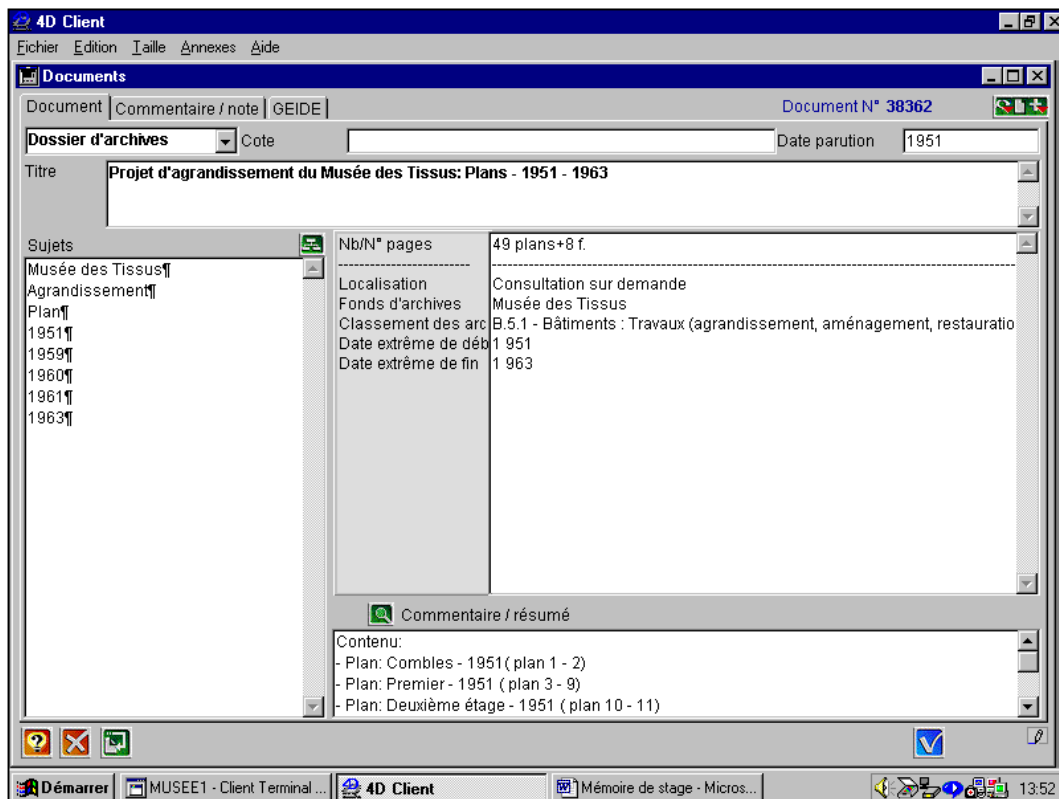 4D Client
Fichier Edition Taille Annexes Aide
Documents
Document Commentaire / note GEIDE Document N° 38362
Dossier d'archives Cote Date parution 1951
Titre Projet d'agrandissement du Musée des Tissus: Plans - 1951 - 1963
Sujets
Musée des Tissus¶
Agrandissement¶
Plan¶
1951¶
1959¶
1960¶
1961¶
1963¶
Nb/N° pages 49 plans+8 f.
Localisation Consultation sur demande
Fonds d'archives Musée des Tissus
Classement des arc B.5.1 - Bâtiments : Travaux (agrandissement, aménagement, restauratio
Date extrême de déb 1 951
Date extrême de fin 1 963
Commentaire / résumé
Contenu:
- Plan: Combles - 1951( plan 1 - 2)
- Plan: Premier - 1951 ( plan 3 - 9)
- Plan: Deuxième étage - 1951 ( plan 10 - 11)
Démarrer MUSEE1 - Client Terminal ... 4D Client Mémoire de stage - Micros... 13:52